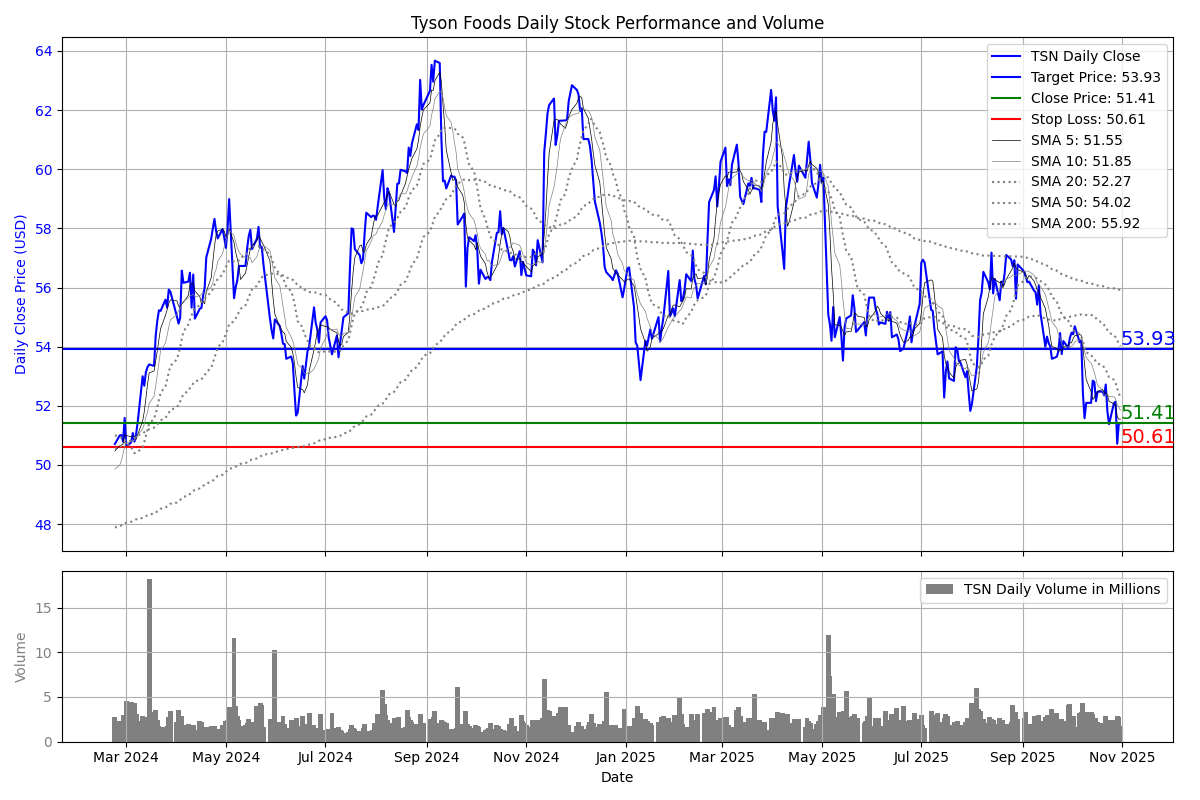 Tyson Foods Daily Stock Performance and Volume
Daily Close Price (USD)
64
62
60
58
56
54
52
50
48
TSN Daily Close
Target Price: 53.93
Close Price: 51.41
Stop Loss: 50.61
SMA 5: 51.55
SMA 10: 51.85
SMA 20: 52.27
SMA 50: 54.02
SMA 200: 55.92
53.93
51.41
50.61
Volume
15
10
5
0
TSN Daily Volume in Millions
Mar 2024 May 2024 Jul 2024 Sep 2024 Nov 2024 Jan 2025 Mar 2025 May 2025 Jul 2025 Sep 2025 Nov 2025
Date